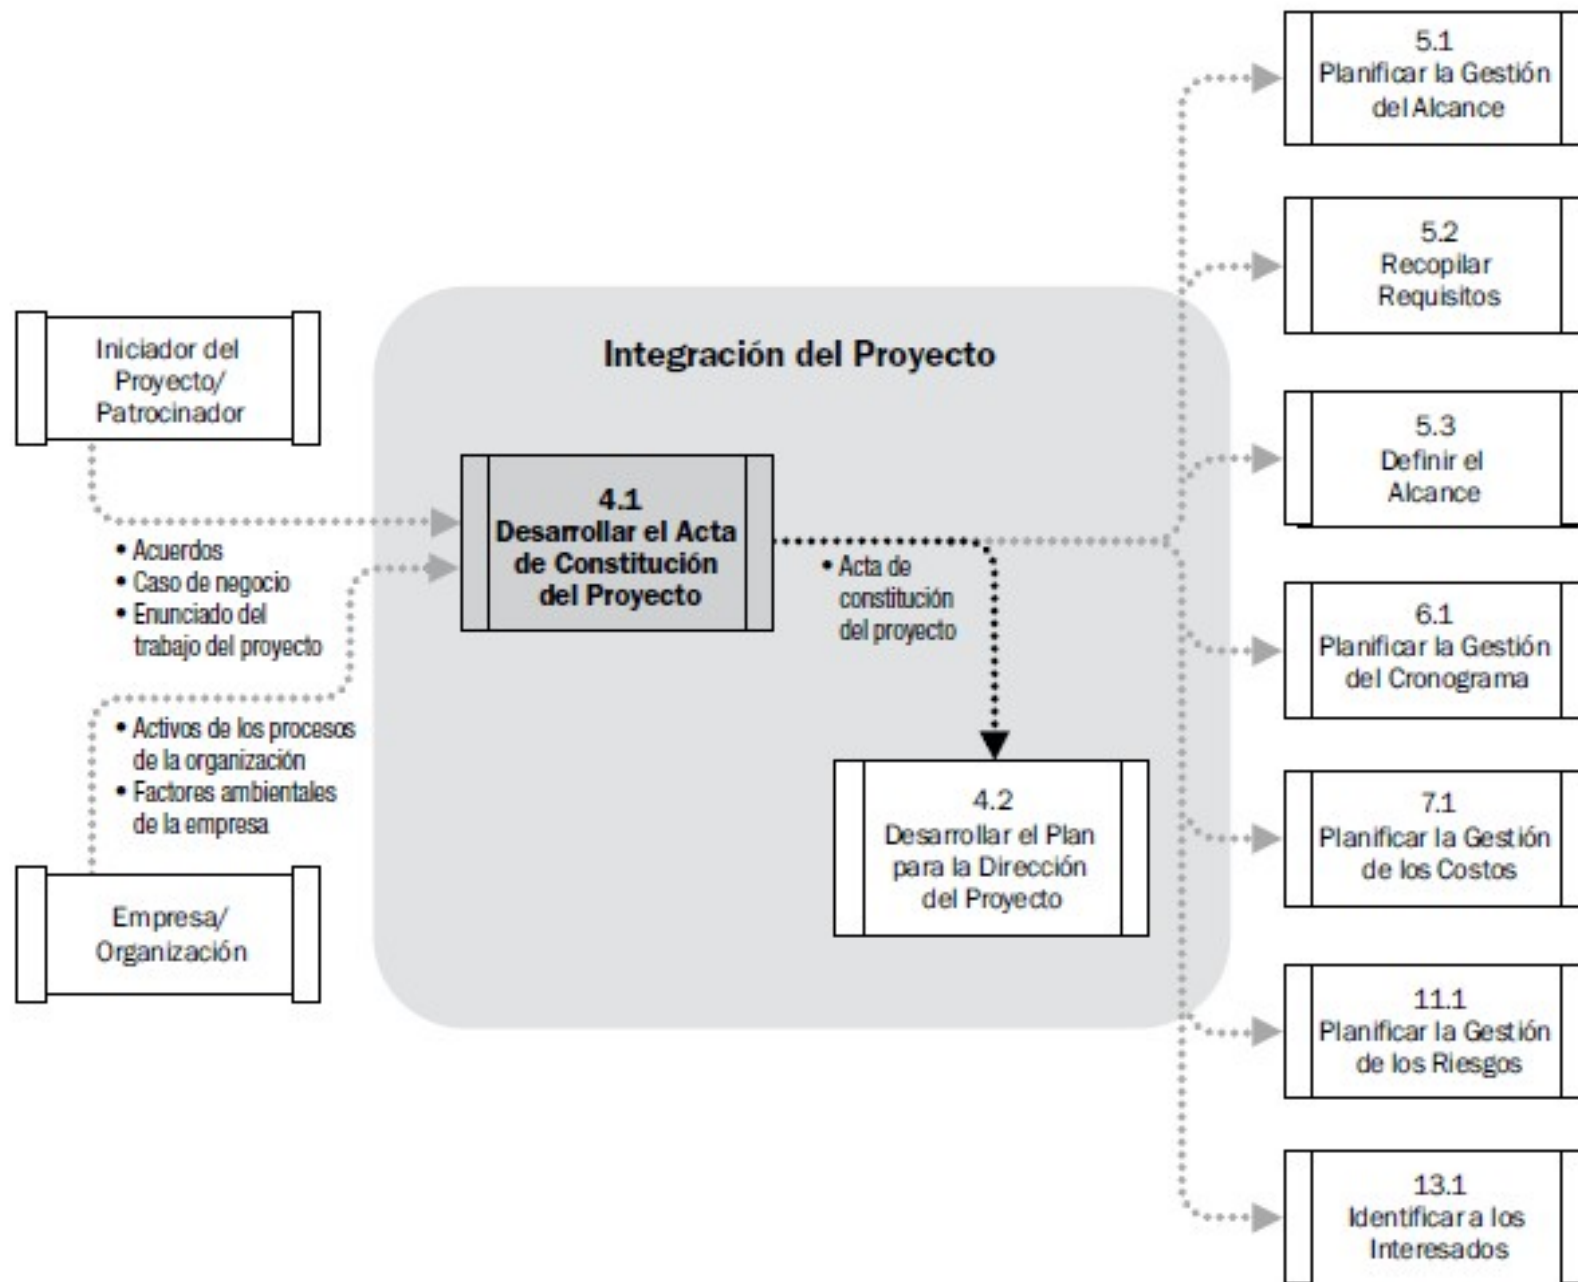 Iniciador del
Proyecto/
Patrocinador
• Acuerdos
• Caso de negocio
• Enunciado del
trabajo del proyecto
• Activos de los procesos
de la organización
• Factores ambientales
de la empresa
Empresa/
Organización
Integración del Proyecto
4.1
Desarrollar el Acta
de Constitución
del Proyecto
• Acta de
constitución
del proyecto
4.2
Desarrollar el Plan
para la Dirección
del Proyecto
5.1
Planificar la Gestión
del Alcance
5.2
Recopilar
Requisitos
5.3
Definir el
Alcance
6.1
Planificar la Gestión
del Cronograma
7.1
Planificar la Gestión
de los Costos
11.1
Planificar la Gestión
de los Riesgos
13.1
Identificar a los
Interesados